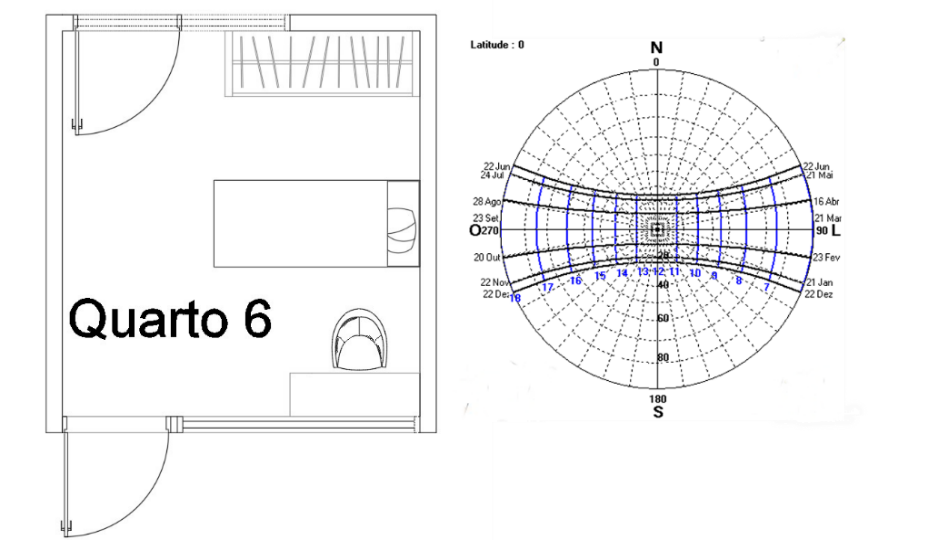 Quarto 6
Latitude : 0
N
0
22 Jun
24 Jul
28 Ago
23 Set
O 270
20 Out
22 Nov
22 Dez
22 Jun
21 Mai
16 Abr
21 Mar
90 L
23 Fev
21 Jan
22 Dez
18 17 16 15 14 13 12 11 10 9 8 7
20
40
60
80
180
S